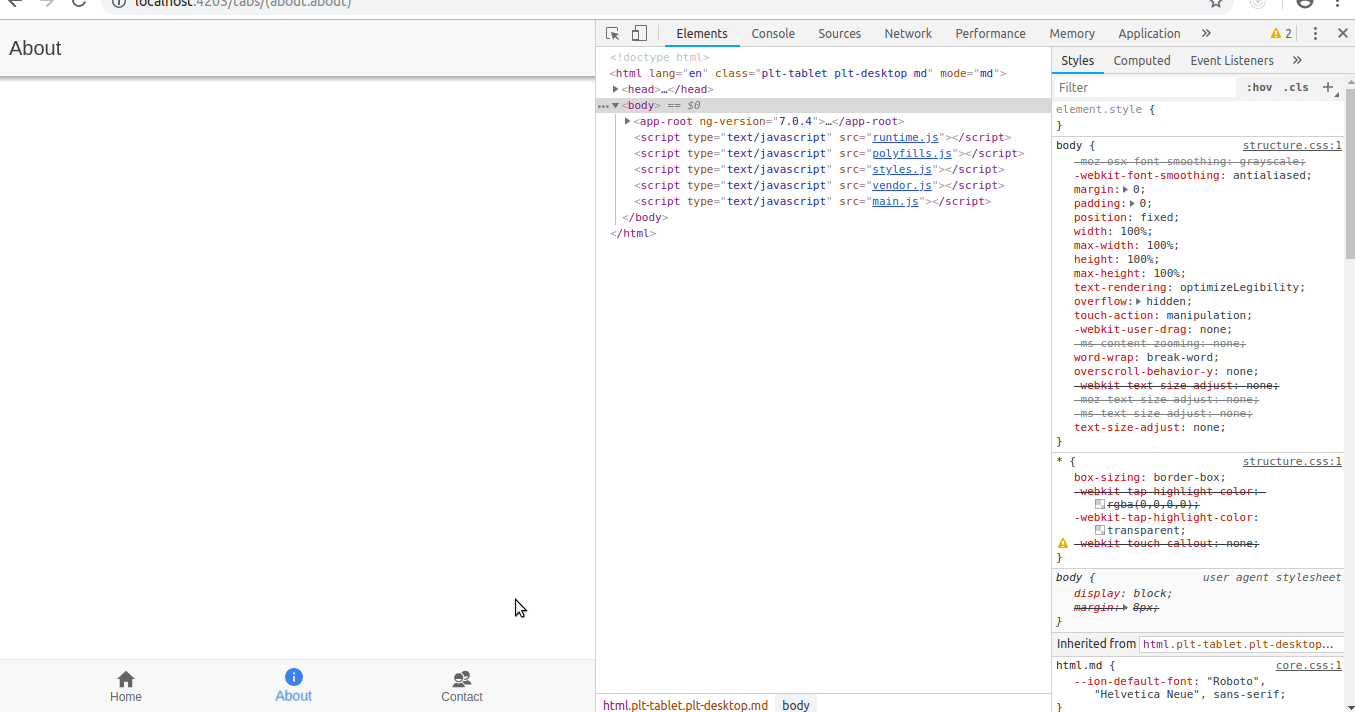 localhost:4203/tabs/(about:about)
About
Home
About
Contact
Elements Console Sources Network Performance Memory Application » 2
<!doctype html>
<html lang="en" class="plt-tablet plt-desktop md" mode="md">
<head>…</head>
…<body> == $0
<app-root ng-version="7.0.4">…</app-root>
<script type="text/javascript" src="runtime.js"></script>
<script type="text/javascript" src="polyfills.js"></script>
<script type="text/javascript" src="styles.js"></script>
<script type="text/javascript" src="vendor.js"></script>
<script type="text/javascript" src="main.js"></script>
</body>
</html>
html.plt-tablet.plt-desktop.md body
Styles Computed Event Listeners »
Filter :hov .cls +
element.style {
}
body { structure.css:1
-moz-osx-font-smoothing: grayscale;
-webkit-font-smoothing: antialiased;
margin: 0;
padding: 0;
position: fixed;
width: 100%;
max-width: 100%;
height: 100%;
max-height: 100%;
text-rendering: optimizeLegibility;
overflow: hidden;
touch-action: manipulation;
-webkit-user-drag: none;
-ms-content-zooming: none;
word-wrap: break-word;
overscroll-behavior-y: none;
-webkit-text-size-adjust: none;
-moz-text-size-adjust: none;
-ms-text-size-adjust: none;
text-size-adjust: none;
}
* { structure.css:1
box-sizing: border-box;
-webkit-tap-highlight-color:
rgba(0,0,0,0);
-webkit-tap-highlight-color:
transparent;
-webkit-touch-callout: none;
}
body { user agent stylesheet
display: block;
margin: 8px;
}
Inherited from html.plt-tablet.plt-desktop…
html.md { core.css:1
--ion-default-font: "Roboto",
"Helvetica Neue", sans-serif;
}